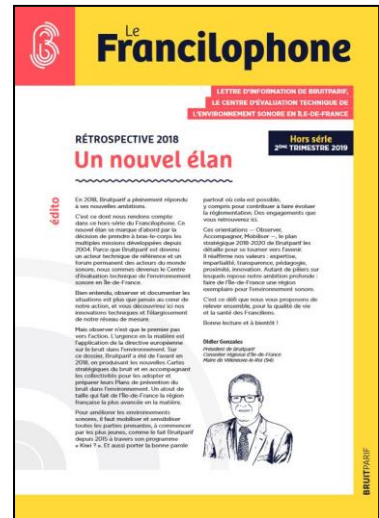 Le
Francilophone
LETTRE D'INFORMATION DE BRUITPARIF,
LE CENTRE D'ÉVALUATION TECHNIQUE DE
L'ENVIRONNEMENT SONORE EN ÎLE-DE-FRANCE
RÉTROSPECTIVE 2018
Un nouvel élan
Hors série
2ÈME TRIMESTRE 2019
édito
En 2018, Bruitparif a pleinement répondu
à ses nouvelles ambitions.
C'est ce dont nous rendons compte
dans ce hors-série du Francilophone. Ce
nouvel élan se marque d'abord par la
décision de prendre à bras-le-corps les
multiples missions développées depuis
2004. Parce que Bruitparif est devenu
un acteur technique de référence et un
forum permanent des acteurs du monde
sonore, nous sommes devenus le Centre
d'évaluation technique de l'environnement
sonore en Île-de-France.
Bien entendu, observer et documenter les
situations est plus que jamais au cœur de
notre action, et vous découvrirez ici nos
innovations techniques et l'élargissement
de notre réseau de mesure.
Mais observer n'est que le premier pas
vers l'action. L'urgence en la matière est
l'application de la directive européenne
sur le bruit dans l'environnement. Sur
ce dossier, Bruitparif a été de l'avant en
2018, en produisant les nouvelles Cartes
stratégiques du bruit et en accompagnant
les collectivités pour les adopter et
préparer leurs Plans de prévention du
bruit dans l'environnement. Un atout de
taille qui fait de l'Île-de-France la région
française la plus avancée en la matière.
Pour améliorer les environnements
sonores, il faut mobiliser et sensibiliser
toutes les parties prenantes, à commencer
par les plus jeunes, comme le fait Bruitparif
depuis 2015 à travers son programme
« Kiwi ? ». Et aussi porter la bonne parole
partout où cela est possible,
y compris pour contribuer à faire évoluer
la réglementation. Des engagements que
vous retrouverez ici.
Ces orientations — Observer,
Accompagner, Mobiliser —, le plan
stratégique 2018-2020 de Bruitparif les
détaille pour se tourner vers l'avenir.
Il réaffirme nos valeurs : expertise,
impartialité, transparence, pédagogie,
proximité, innovation. Autant de piliers sur
lesquels repose notre ambition profonde :
faire de l'Île-de-France une région
exemplaire pour l'environnement sonore.
C'est ce défi que nous vous proposons de
relever ensemble, pour la qualité de vie
et la santé des Franciliens.
Bonne lecture et à bientôt !
Didier Gonzales
Président de Bruitparif
Conseiller régional d'Île-de-France
Maire de Villeneuve-le-Roi (94)
BRUITPARIF